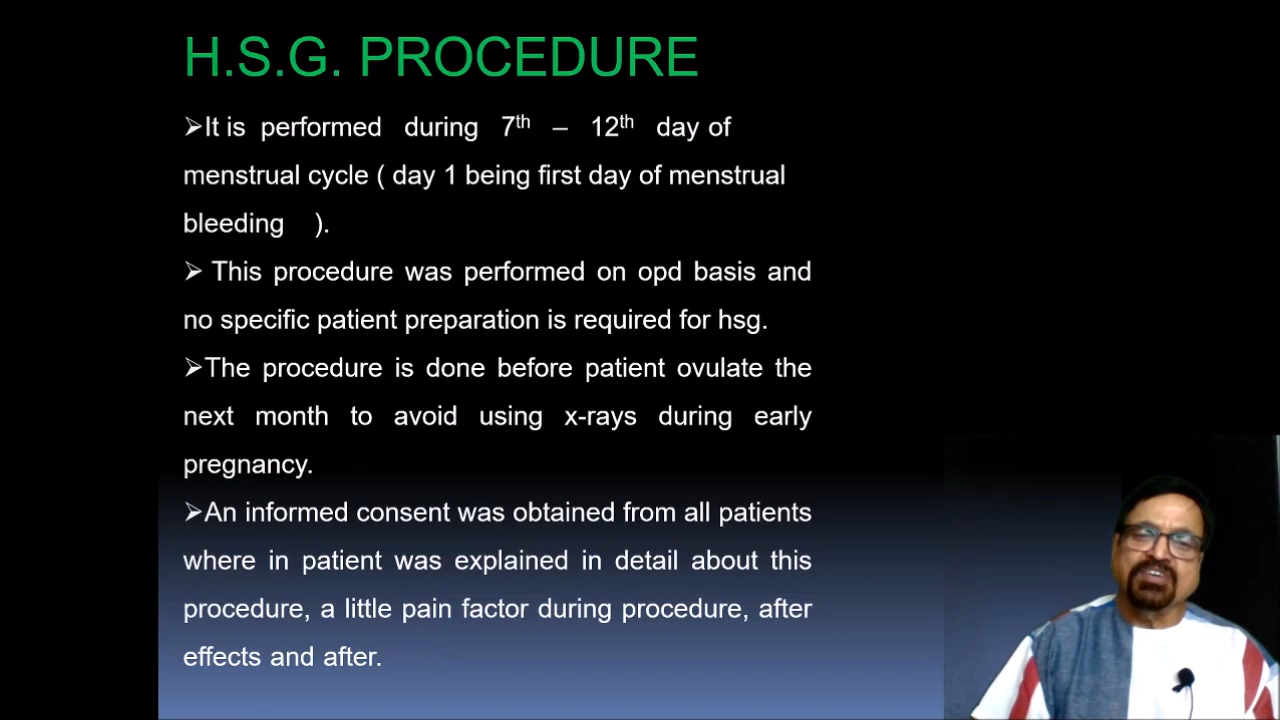 H.S.G. PROCEDURE
➢It is performed during 7th – 12th day of
menstrual cycle ( day 1 being first day of menstrual
bleeding ).
➢ This procedure was performed on opd basis and
no specific patient preparation is required for hsg.
➢The procedure is done before patient ovulate the
next month to avoid using x-rays during early
pregnancy.
➢An informed consent was obtained from all patients
where in patient was explained in detail about this
procedure, a little pain factor during procedure, after
effects and after.